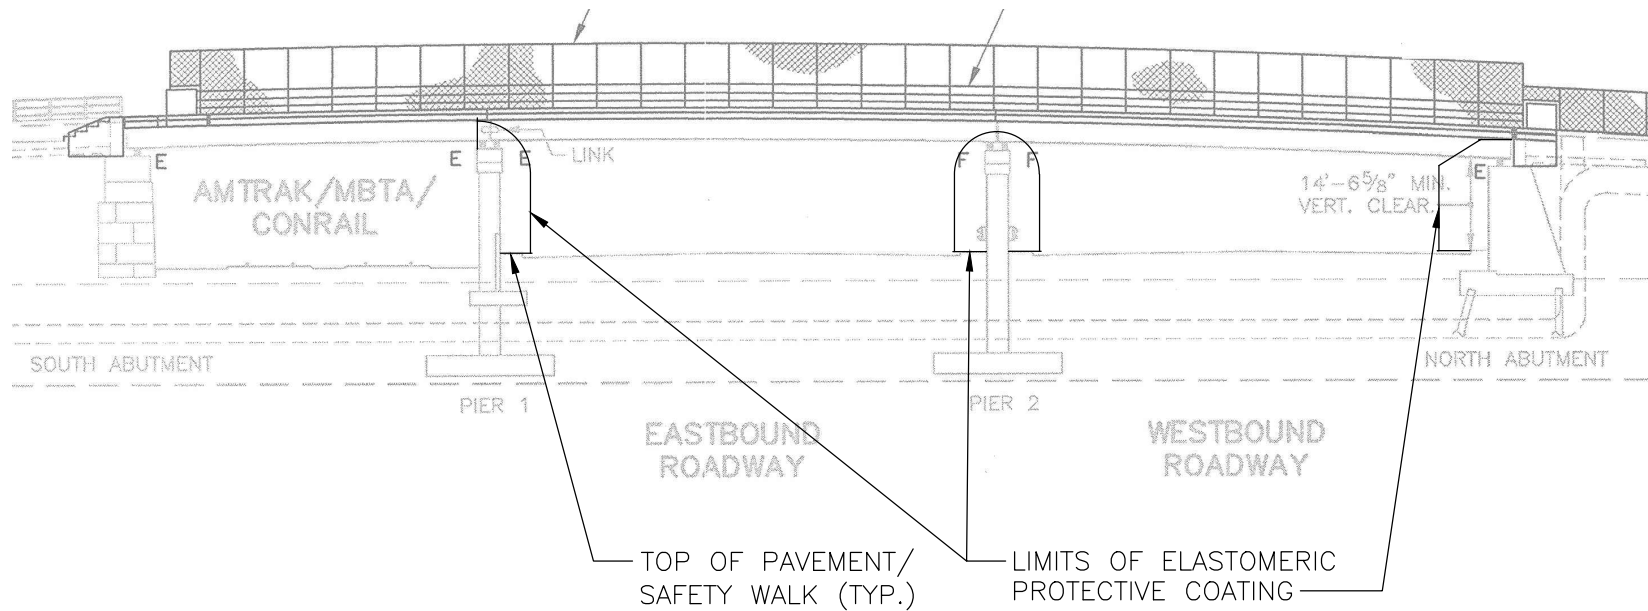 E
E
E
LINK
F
F
E
AMTRAK/MBTA/
CONRAIL
14'-6⅝" MIN.
VERT. CLEAR.
SOUTH ABUTMENT
NORTH ABUTMENT
PIER 1
PIER 2
EASTBOUND
ROADWAY
WESTBOUND
ROADWAY
TOP OF PAVEMENT/
SAFETY WALK (TYP.)
LIMITS OF ELASTOMERIC
PROTECTIVE COATING